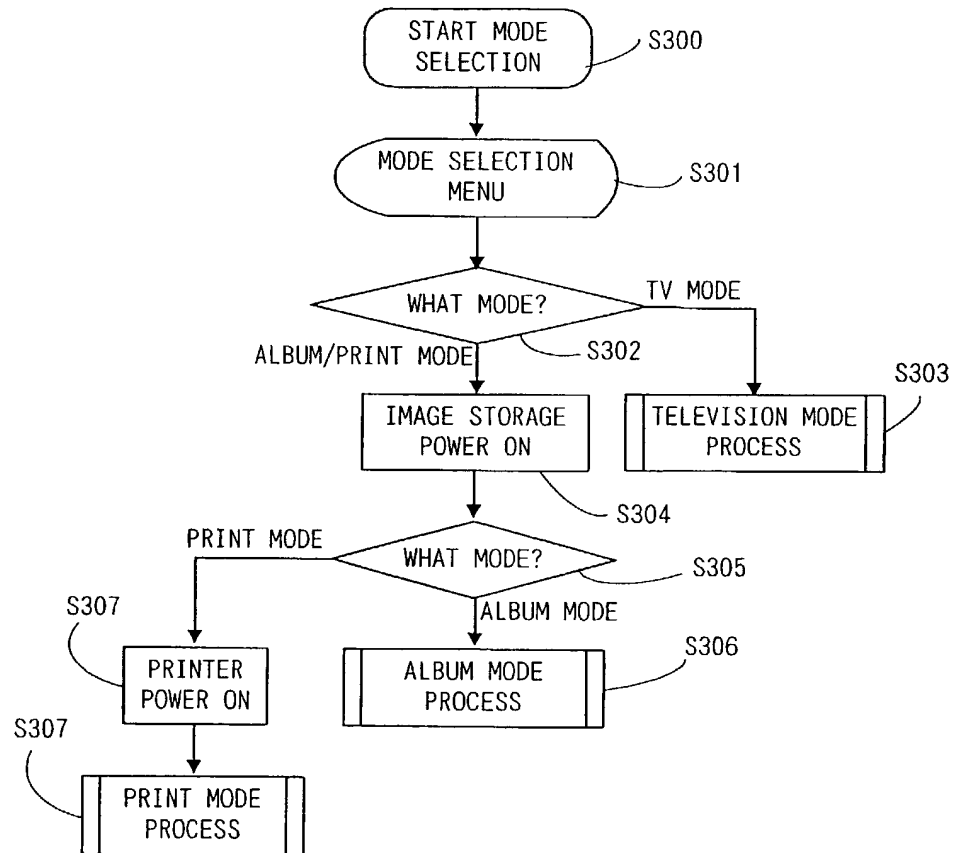 START MODE
SELECTION
S300
MODE SELECTION
MENU
S301
WHAT MODE?
TV MODE
S302
ALBUM/PRINT MODE
S303
IMAGE STORAGE
POWER ON
TELEVISION MODE
PROCESS
S304
PRINT MODE
WHAT MODE?
S305
ALBUM MODE
S307
PRINTER
POWER ON
ALBUM MODE
PROCESS
S306
S307
PRINT MODE
PROCESS